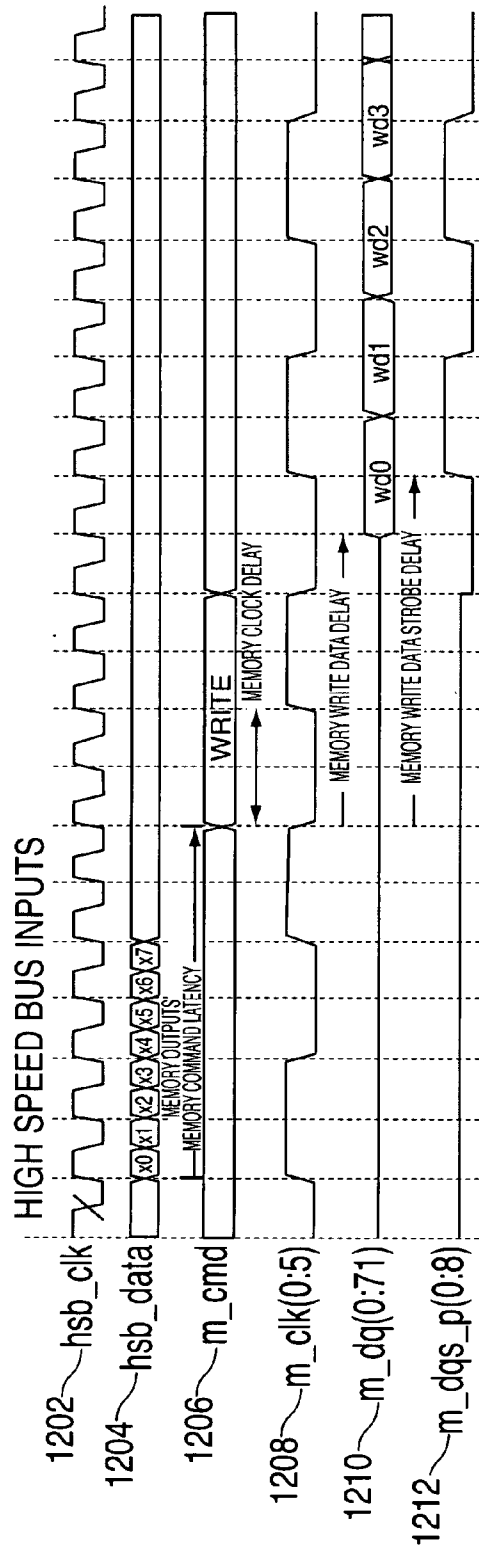 HIGH SPEED BUS INPUTS
1202 hsb_clk
1204 hsb_data x0 x1 x2 x3 x4 x5 x6 x7
MEMORY OUTPUTS
MEMORY COMMAND LATENCY
1206 m_cmd WRITE
MEMORY CLOCK DELAY
1208 m_clk(0:5)
MEMORY WRITE DATA DELAY
1210 m_dq(0:71) wd0 wd1 wd2 wd3
MEMORY WRITE DATA STROBE DELAY
1212 m_dqs_p(0:8)